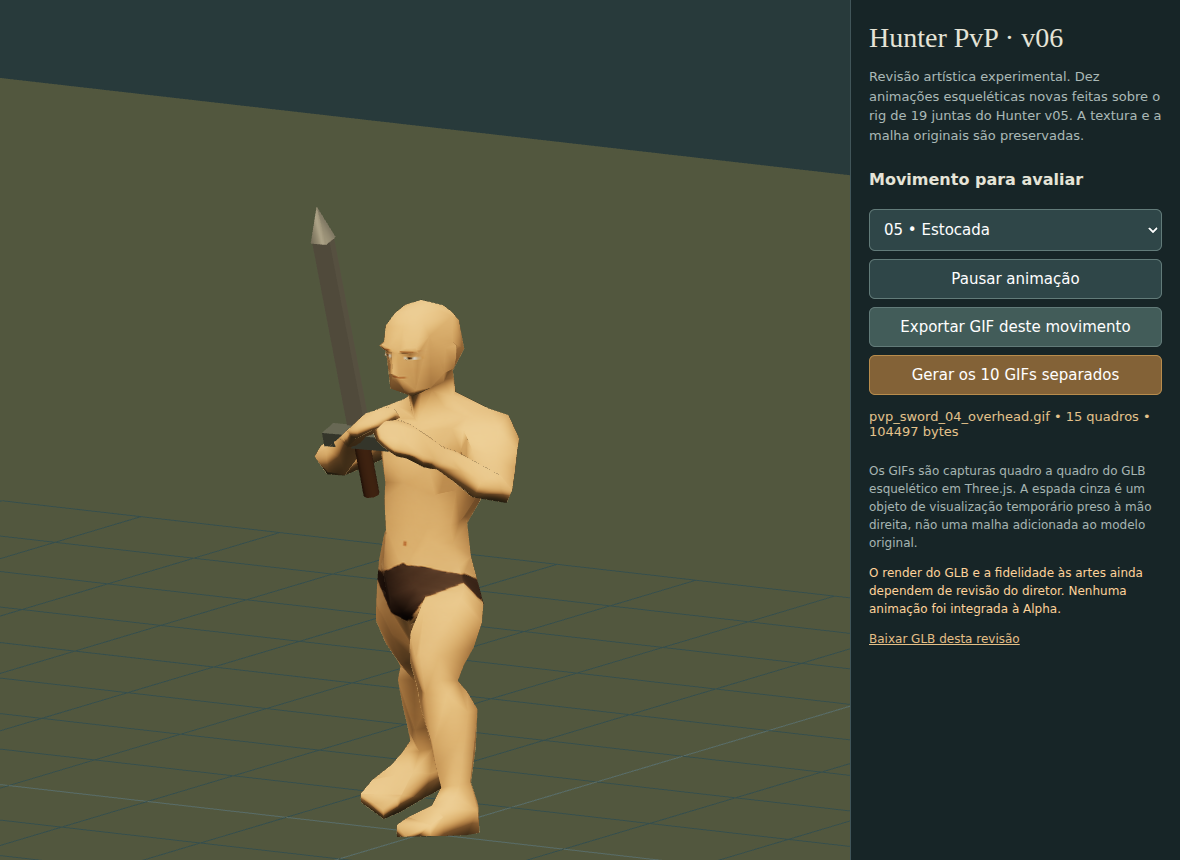 Hunter PvP · v06
Revisão artística experimental. Dez
animações esqueléticas novas feitas sobre o
rig de 19 juntas do Hunter v05. A textura e a
malha originais são preservadas.
Movimento para avaliar
05 • Estocada
Pausar animação
Exportar GIF deste movimento
Gerar os 10 GIFs separados
pvp_sword_04_overhead.gif • 15 quadros •
104497 bytes
Os GIFs são capturas quadro a quadro do GLB
esquelético em Three.js. A espada cinza é um
objeto de visualização temporário preso à mão
direita, não uma malha adicionada ao modelo
original.
O render do GLB e a fidelidade às artes ainda
dependem de revisão do diretor. Nenhuma
animação foi integrada à Alpha.
Baixar GLB desta revisão